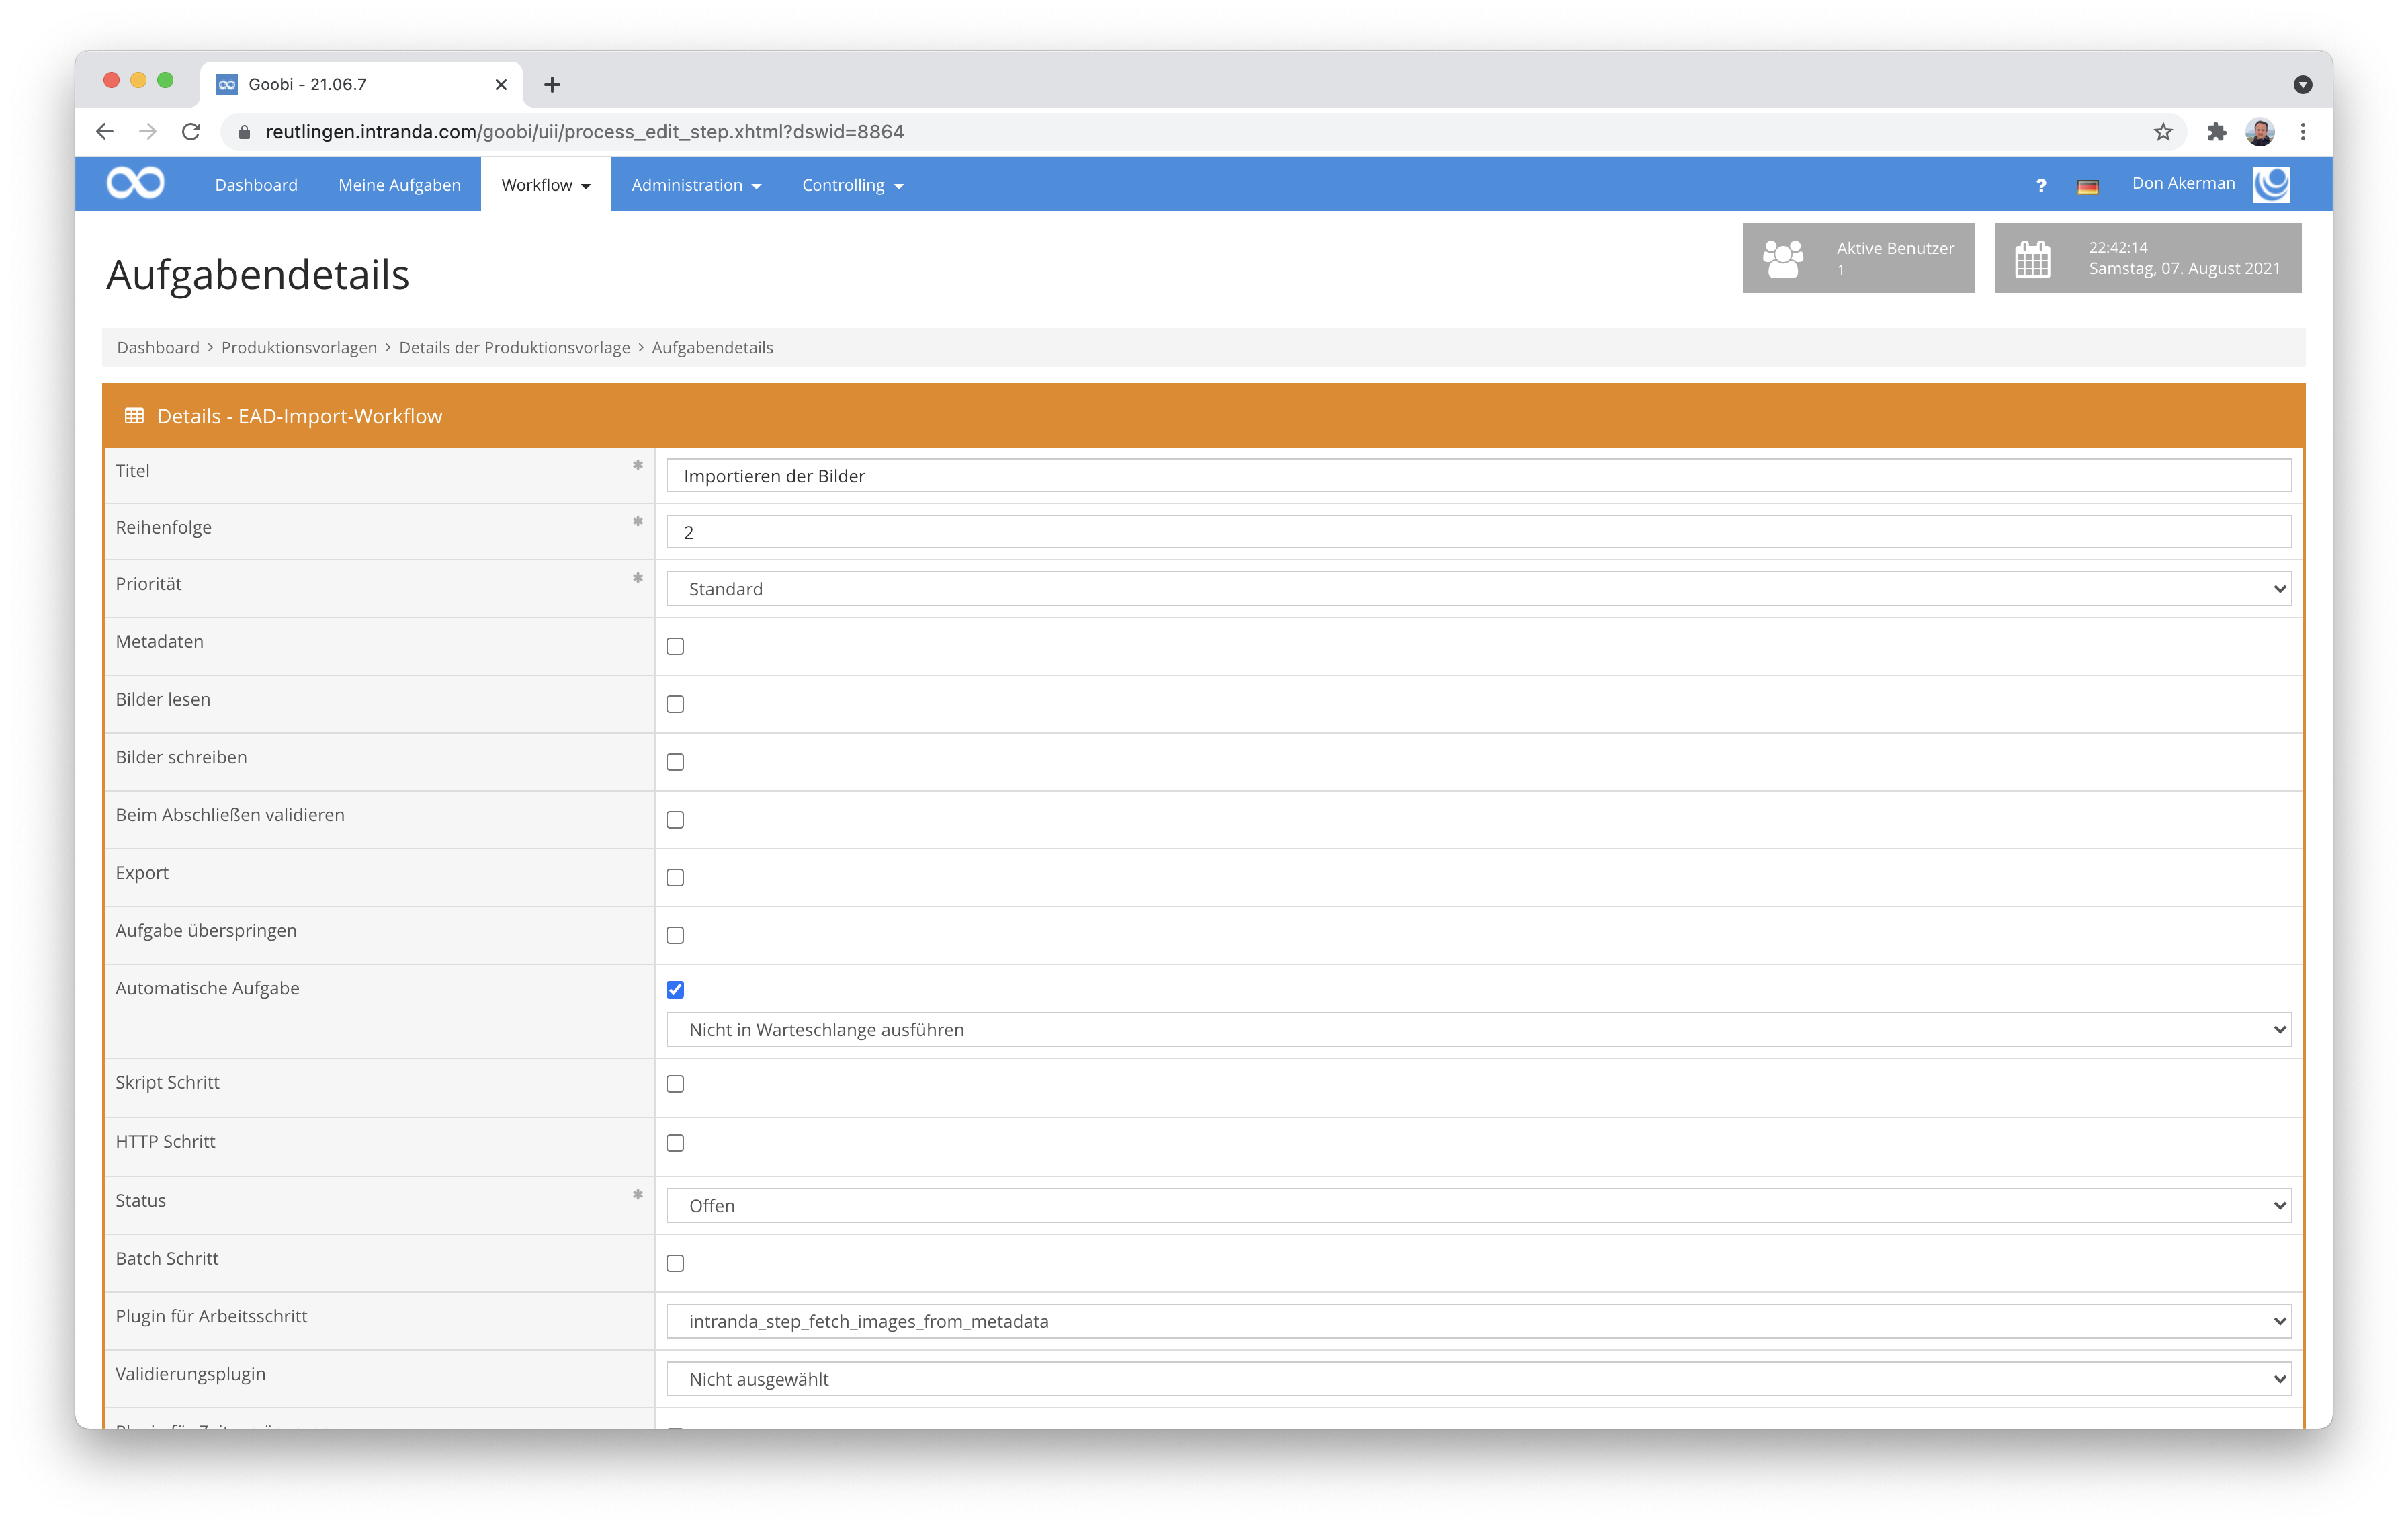 Goobi - 21.06.7
reutlingen.intranda.com/goobi/uii/process_edit_step.xhtml?dswid=8864
Dashboard Meine Aufgaben Workflow Administration Controlling ? Don Akerman
Aufgabendetails
Aktive Benutzer
1
22:42:14
Samstag, 07. August 2021
Dashboard > Produktionsvorlagen > Details der Produktionsvorlage > Aufgabendetails
Details - EAD-Import-Workflow
Titel * Importieren der Bilder
Reihenfolge * 2
Priorität * Standard
Metadaten
Bilder lesen
Bilder schreiben
Beim Abschließen validieren
Export
Aufgabe überspringen
Automatische Aufgabe
Nicht in Warteschlange ausführen
Skript Schritt
HTTP Schritt
Status * Offen
Batch Schritt
Plugin für Arbeitsschritt intranda_step_fetch_images_from_metadata
Validierungsplugin Nicht ausgewählt